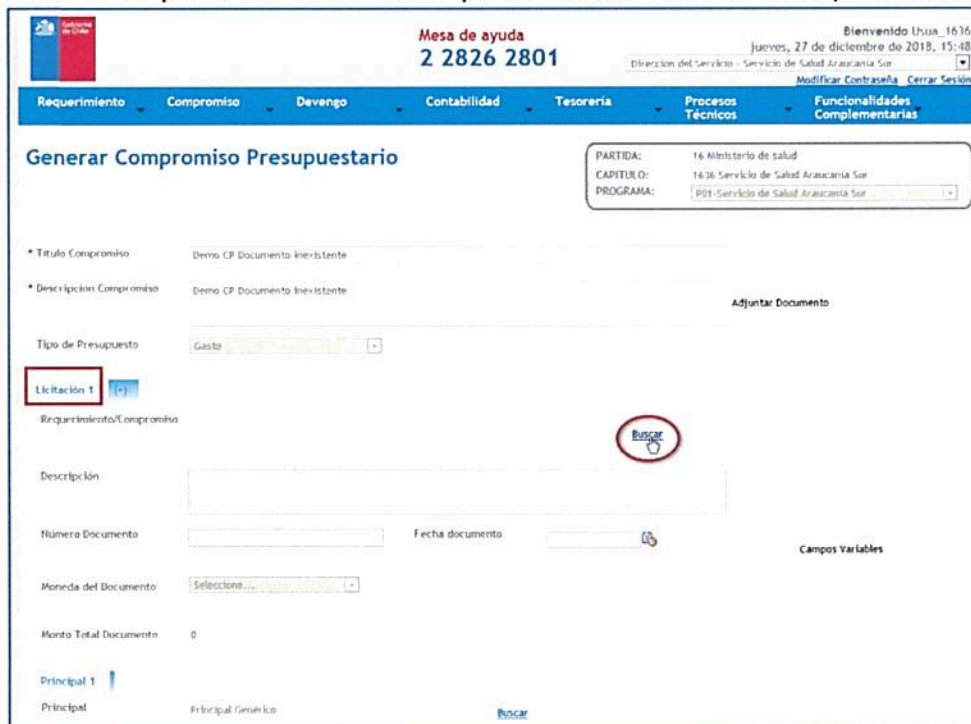 Gobierno de Chile
Mesa de ayuda
2 2826 2801
Bienvenido Usua_1636
jueves, 27 de diciembre de 2018, 15:48
Dirección del Servicio - Servicio de Salud Araucanía Sur
Modificar Contraseña Cerrar Sesión
Requerimiento Compromiso Devengo Contabilidad Tesorería Procesos Técnicos Funcionalidades Complementarias
Generar Compromiso Presupuestario
PARTIDA: 16 Ministerio de salud
CAPITULO: 1636 Servicio de Salud Araucanía Sur
PROGRAMA: P01-Servicio de Salud Araucanía Sur
* Título Compromiso Demo CP Documento Inexistente
* Descripción Compromiso Demo CP Documento Inexistente
Adjuntar Documento
Tipo de Presupuesto Gasto
Licitación 1 (+)
Requerimiento/Compromiso
Buscar
Descripción
Número Documento Fecha documento
Campos Variables
Moneda del Documento Seleccione...
Monto Total Documento 0
Principal 1
Principal Principal Genérico Buscar